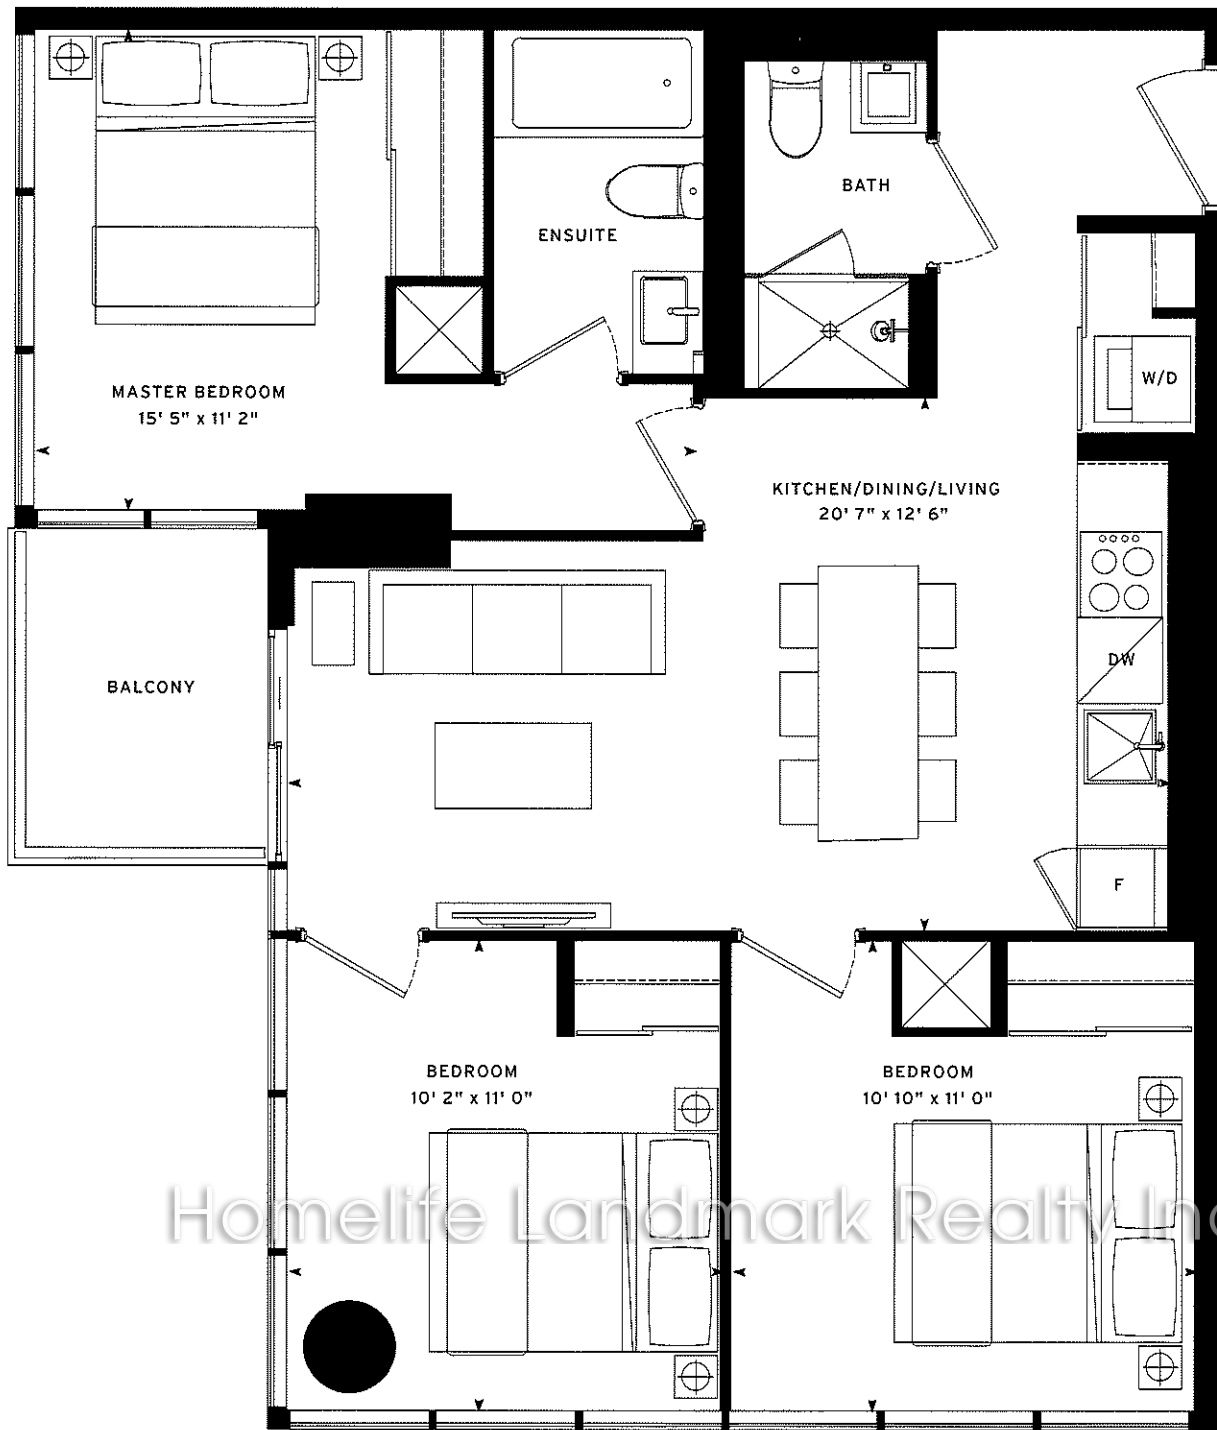 BATH
ENSUITE
W/D
MASTER BEDROOM
15' 5" x 11' 2"
KITCHEN/DINING/LIVING
20' 7" x 12' 6"
DW
BALCONY
F
BEDROOM
10' 2" x 11' 0"
BEDROOM
10' 10" x 11' 0"
Homelife Landmark Realty Inc